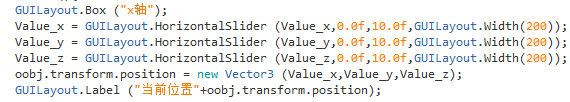 GUILayout.Box ("x轴");
Value_x = GUILayout.HorizontalSlider (Value_x,0.0f,10.0f,GUILayout.Width(200));
Value_y = GUILayout.HorizontalSlider (Value_y,0.0f,10.0f,GUILayout.Width(200));
Value_z = GUILayout.HorizontalSlider (Value_z,0.0f,10.0f,GUILayout.Width(200));
oobj.transform.position = new Vector3 (Value_x,Value_y,Value_z);
GUILayout.Label ("当前位置"+oobj.transform.position);